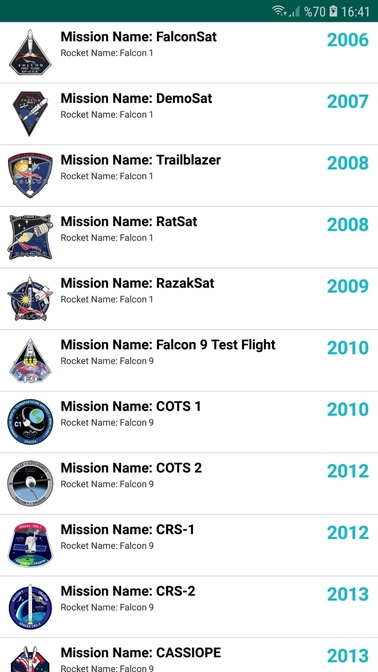 %70 16:41
Mission Name: FalconSat
2006
Rocket Name: Falcon 1
Mission Name: DemoSat
2007
Rocket Name: Falcon 1
Mission Name: Trailblazer
2008
Rocket Name: Falcon 1
Mission Name: RatSat
2008
Rocket Name: Falcon 1
Mission Name: RazakSat
2009
Rocket Name: Falcon 1
Mission Name: Falcon 9 Test Flight
2010
Rocket Name: Falcon 9
Mission Name: COTS 1
2010
Rocket Name: Falcon 9
Mission Name: COTS 2
2012
Rocket Name: Falcon 9
Mission Name: CRS-1
2012
Rocket Name: Falcon 9
Mission Name: CRS-2
2013
Rocket Name: Falcon 9
Mission Name: CASSIOPE
2013
Rocket Name: Falcon 9